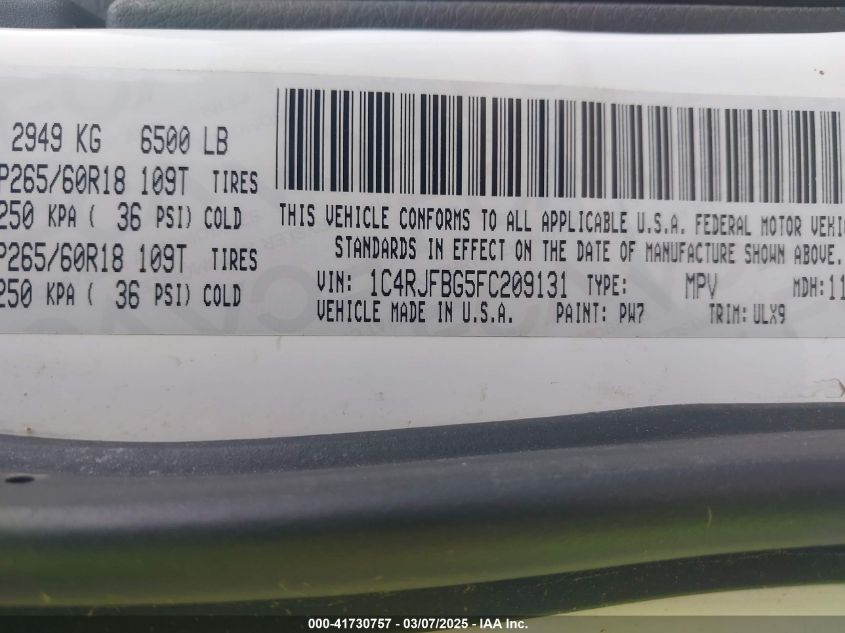 2949 KG 6500 LB
P265/60R18 109T TIRES
250 KPA ( 36 PSI) COLD
P265/60R18 109T TIRES
250 KPA ( 36 PSI) COLD
THIS VEHICLE CONFORMS TO ALL APPLICABLE U.S.A. FEDERAL MOTOR VEHIC
STANDARDS IN EFFECT ON THE DATE OF MANUFACTURE SHOWN ABOVE.
VIN: 1C4RJFBG5FC209131 TYPE: MPV MDH:11
VEHICLE MADE IN U.S.A. PAINT: PW7 TRIM: ULX9
000-41730757 - 03/07/2025 - IAA Inc.